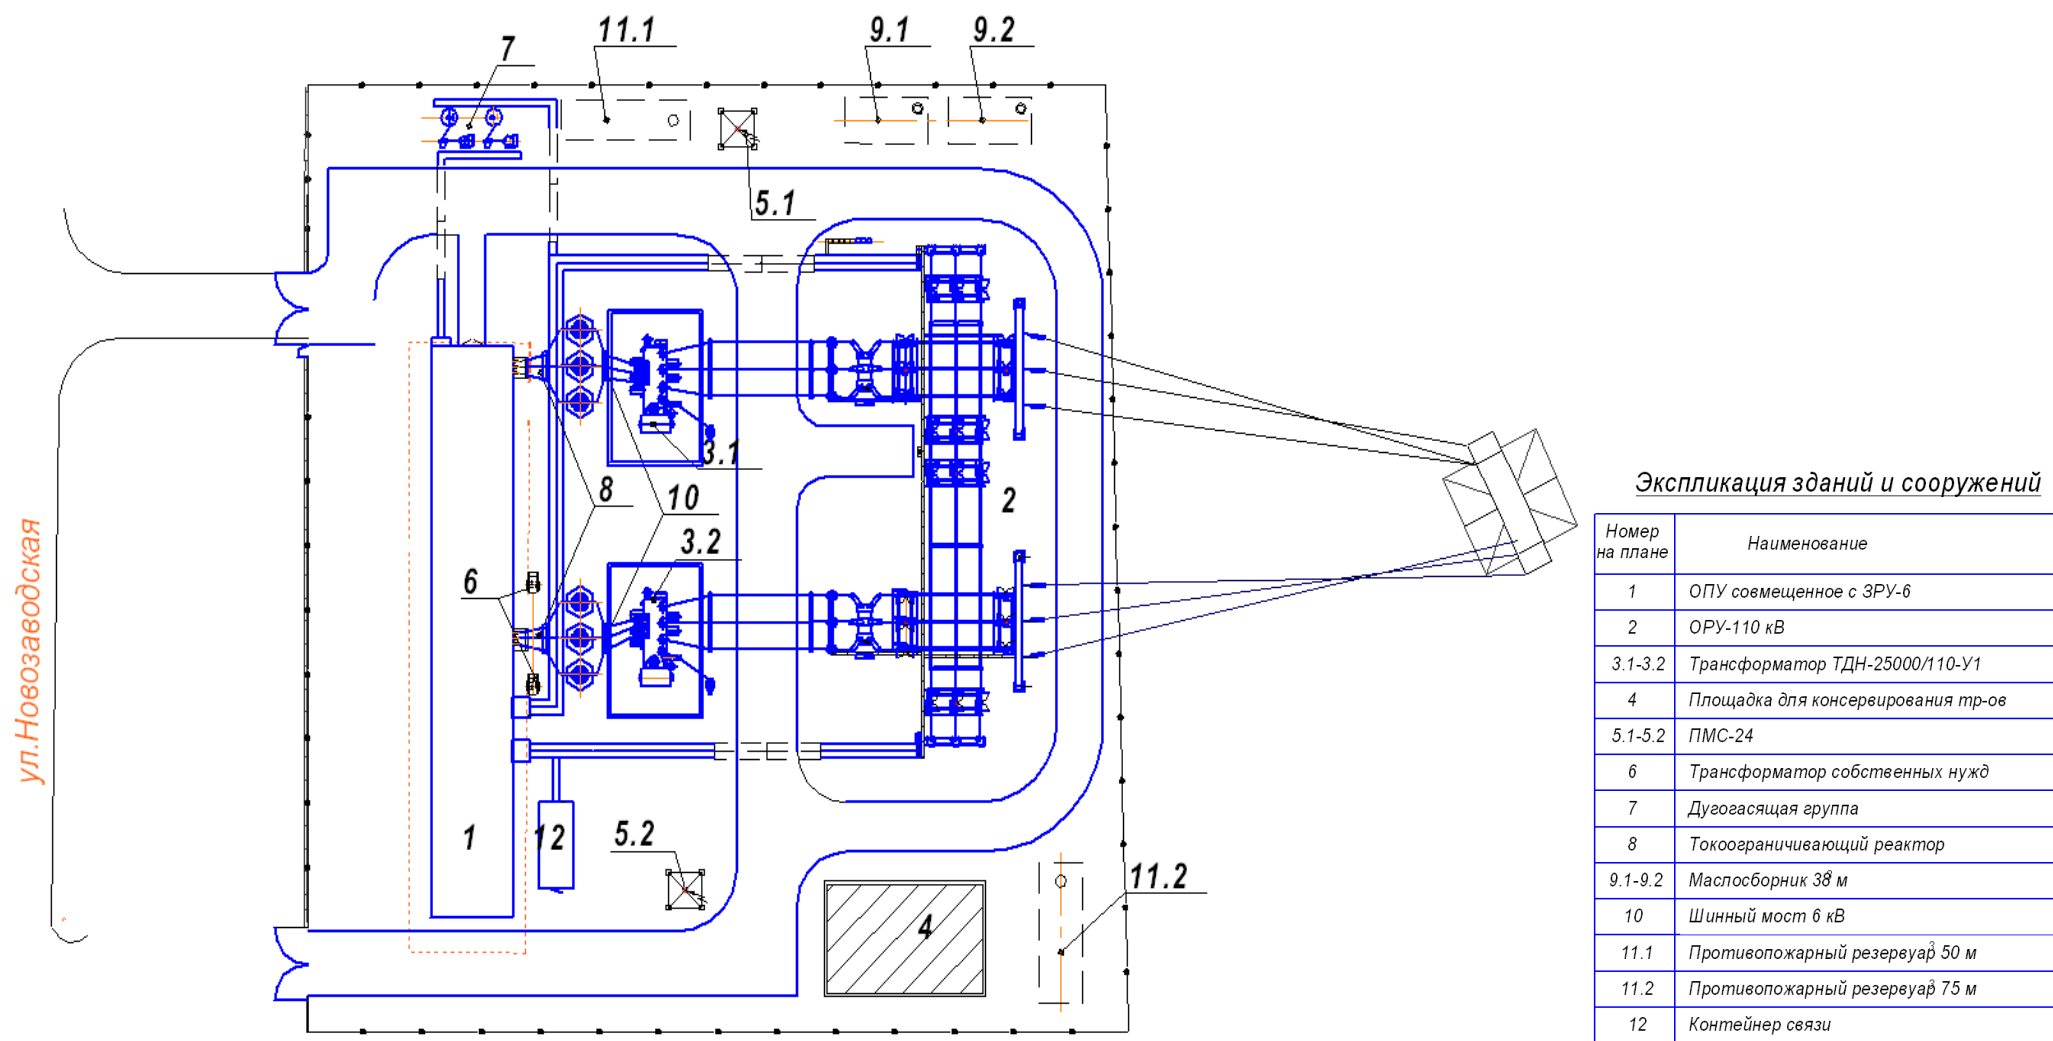 11.1
9.1
9.2
7
5.1
3.1
8
10
2
3.2
6
ул.Новозаводская
1
12
5.2
4
11.2
Экспликация зданий и сооружений
Номер на плане Наименование
1 ОПУ совмещенное с ЗРУ-6
2 ОРУ-110 кВ
3.1-3.2 Трансформатор ТДН-25000/110-У1
4 Площадка для консервирования тр-ов
5.1-5.2 ПМС-24
6 Трансформатор собственных нужд
7 Дугогасящая группа
8 Токоограничивающий реактор
9.1-9.2 Маслосборник 38 м³
10 Шинный мост 6 кВ
11.1 Противопожарный резервуар 50 м³
11.2 Противопожарный резервуар 75 м³
12 Контейнер связи